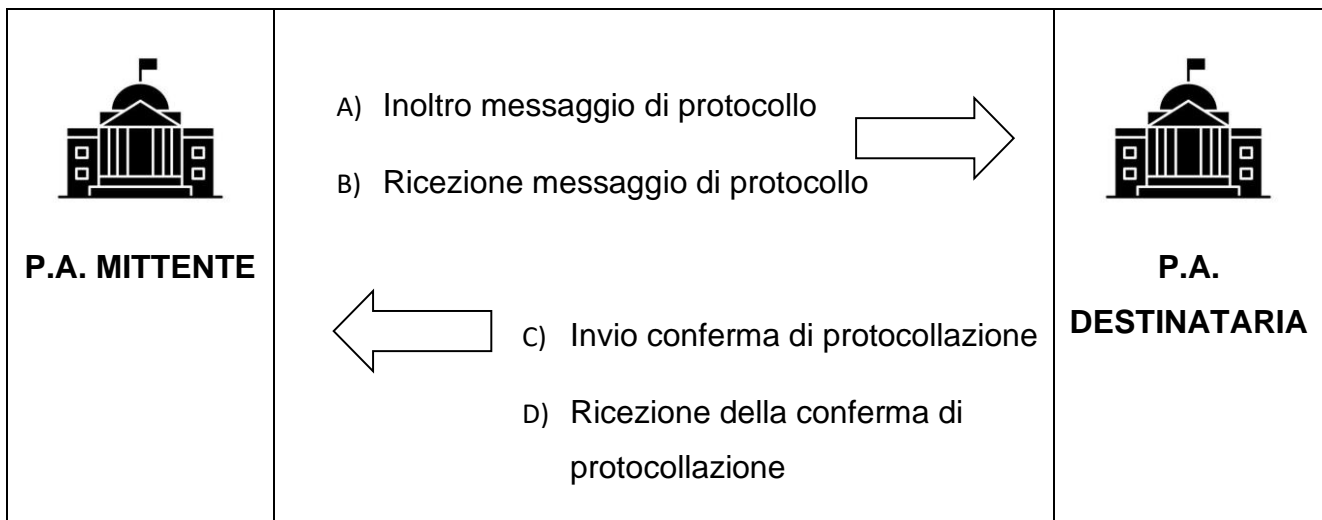 P.A. MITTENTE
A) Inoltro messaggio di protocollo
B) Ricezione messaggio di protocollo
C) Invio conferma di protocollazione
D) Ricezione della conferma di
protocollazione
P.A.
DESTINATARIA